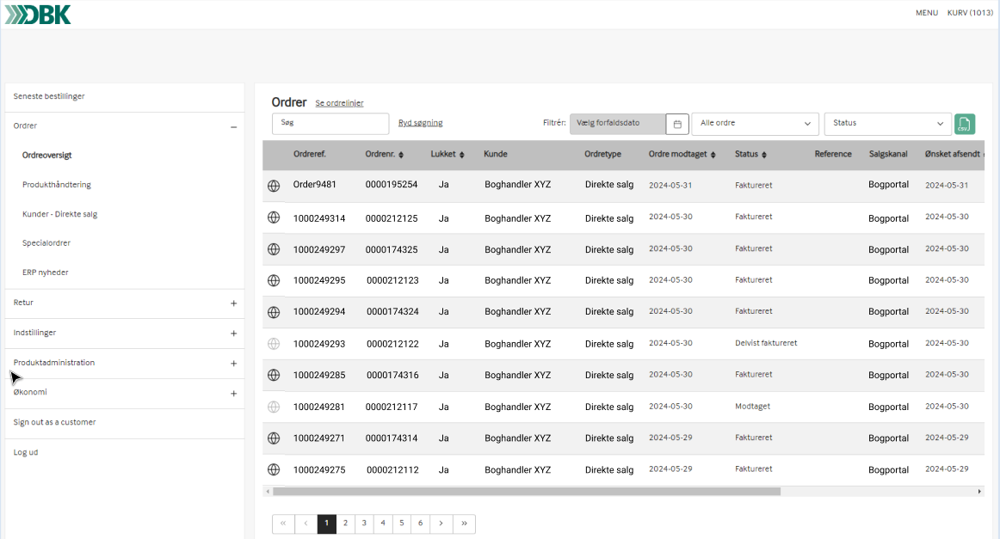 DBK
MENU KURV (1013)
Seneste bestillinger
Ordrer
Ordreoversigt
Produkthåndtering
Kunder - Direkte salg
Specialordrer
ERP nyheder
Retur
Indstillinger
Produktadministration
Økonomi
Sign out as a customer
Log ud
Ordrer Se ordrelinjer
Søg Ryd søgning Filtrér: Vælg forfaldsdato Alle ordre Status CSV
Ordreref. Ordrenr. Lukket Kunde Ordretype Ordre modtaget Status Reference Salgskanal Ønsket afsendt
Order9481 0000195254 Ja Boghandler XYZ Direkte salg 2024-05-31 Faktureret Bogportal 2024-05-31
1000249314 0000212125 Ja Boghandler XYZ Direkte salg 2024-05-30 Faktureret Bogportal 2024-05-30
1000249297 0000174325 Ja Boghandler XYZ Direkte salg 2024-05-30 Faktureret Bogportal 2024-05-30
1000249295 0000212123 Ja Boghandler XYZ Direkte salg 2024-05-30 Faktureret Bogportal 2024-05-30
1000249294 0000174324 Ja Boghandler XYZ Direkte salg 2024-05-30 Faktureret Bogportal 2024-05-30
1000249293 0000212122 Ja Boghandler XYZ Direkte salg 2024-05-30 Delvist faktureret Bogportal 2024-05-30
1000249285 0000174316 Ja Boghandler XYZ Direkte salg 2024-05-30 Faktureret Bogportal 2024-05-30
1000249281 0000212117 Ja Boghandler XYZ Direkte salg 2024-05-30 Modtaget Bogportal 2024-05-30
1000249271 0000174314 Ja Boghandler XYZ Direkte salg 2024-05-29 Faktureret Bogportal 2024-05-29
1000249275 0000212112 Ja Boghandler XYZ Direkte salg 2024-05-29 Faktureret Bogportal 2024-05-29
« ‹ 1 2 3 4 5 6 › »